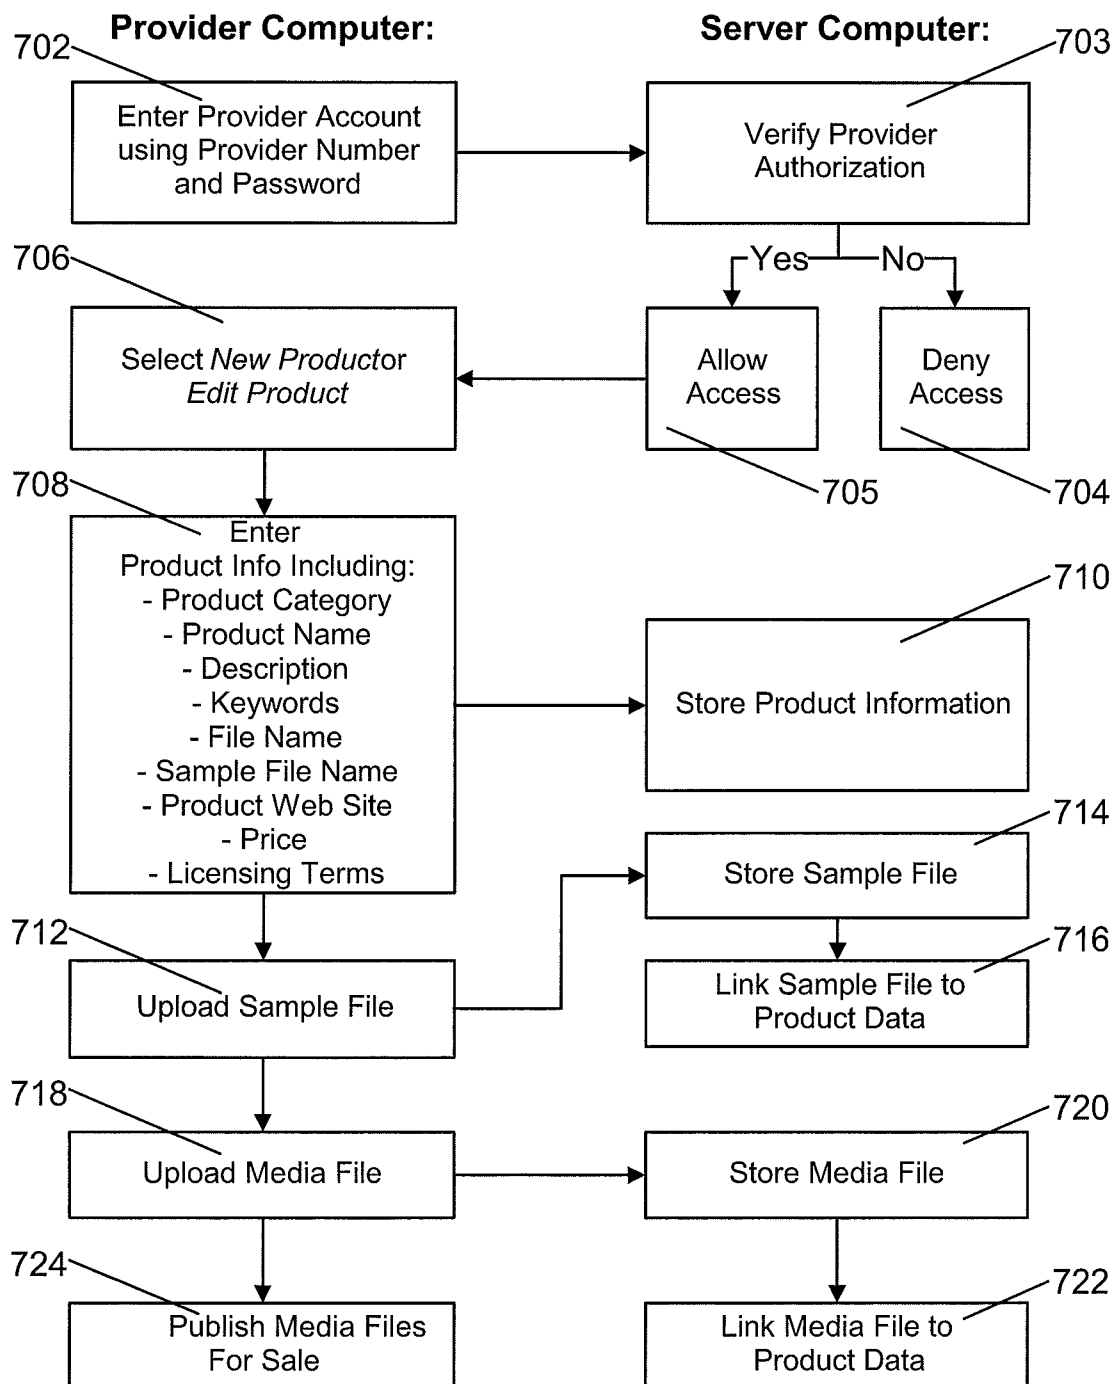 Provider Computer:
Server Computer:
702
703
Enter Provider Account
using Provider Number
and Password
Verify Provider
Authorization
Yes
No
706
Select New Productor
Edit Product
Allow
Access
Deny
Access
705
704
708
Enter
Product Info Including:
- Product Category
- Product Name
- Description
- Keywords
- File Name
- Sample File Name
- Product Web Site
- Price
- Licensing Terms
710
Store Product Information
714
Store Sample File
712
Upload Sample File
716
Link Sample File to
Product Data
718
Upload Media File
720
Store Media File
724
Publish Media Files
For Sale
722
Link Media File to
Product Data